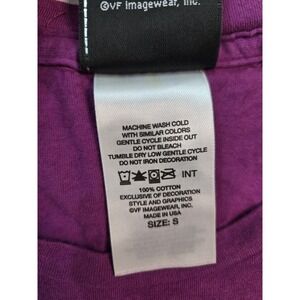 ©VF Imagewear, Inc.
MACHINE WASH COLD
WITH SIMILAR COLORS
GENTLE CYCLE INSIDE OUT
DO NOT BLEACH
TUMBLE DRY LOW GENTLE CYCLE
DO NOT IRON DECORATION
INT
100% COTTON
EXCLUSIVE OF DECORATION
STYLE AND GRAPHICS
© VF IMAGEWEAR, INC.
MADE IN USA
SIZE: S